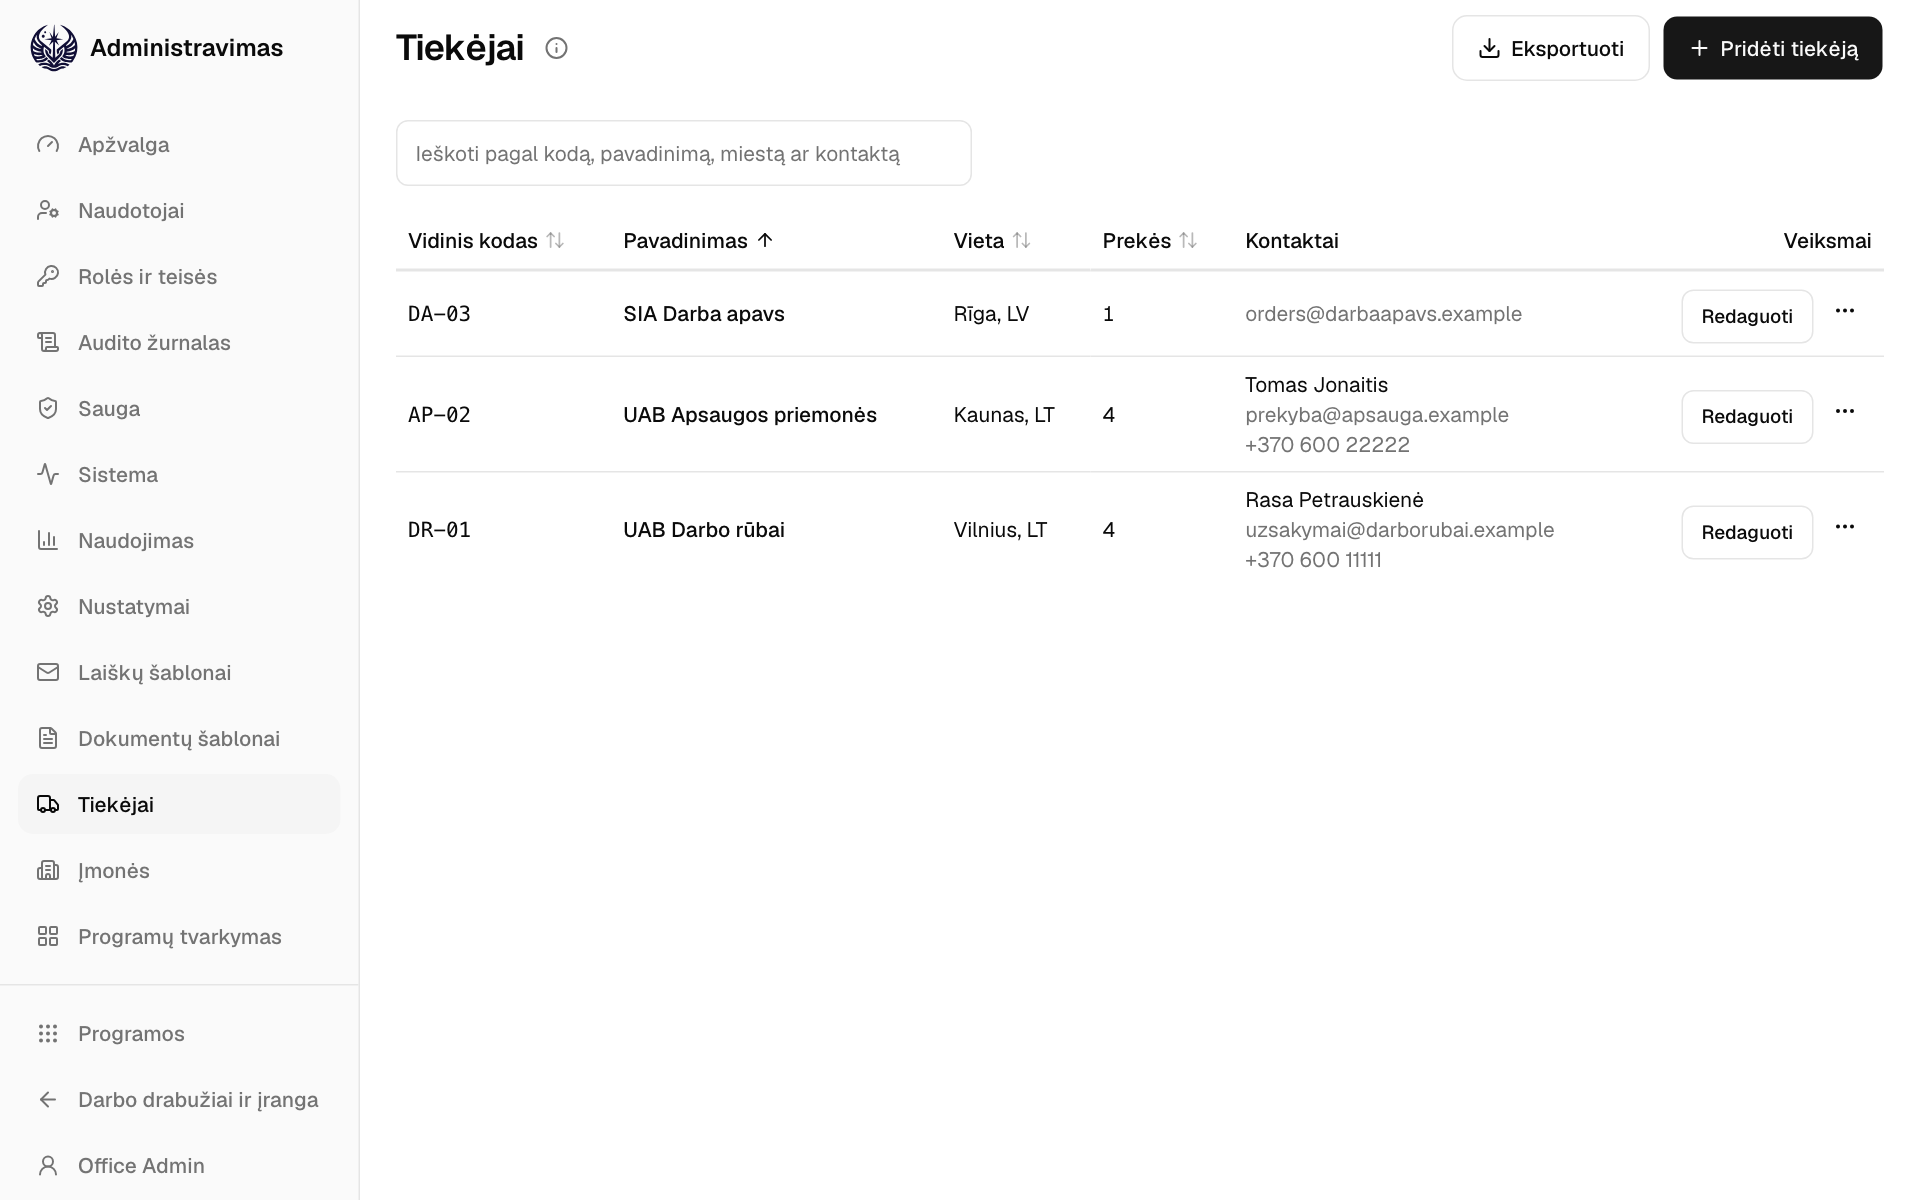 Administravimas
Apžvalga
Naudotojai
Rolės ir teisės
Audito žurnalas
Sauga
Sistema
Naudojimas
Nustatymai
Laiškų šablonai
Dokumentų šablonai
Tiekėjai
Įmonės
Programų tvarkymas
Programos
Darbo drabužiai ir įranga
Office Admin
Tiekėjai
Eksportuoti
Pridėti tiekėją
Ieškoti pagal kodą, pavadinimą, miestą ar kontaktą
Vidinis kodas Pavadinimas Vieta Prekės Kontaktai Veiksmai
DA-03 SIA Darba apavs Rīga, LV 1 orders@darbaapavs.example Redaguoti
Tomas Jonaitis
AP-02 UAB Apsaugos priemonės Kaunas, LT 4 prekyba@apsauga.example Redaguoti
+370 600 22222
Rasa Petrauskienė
DR-01 UAB Darbo rūbai Vilnius, LT 4 uzsakymai@darborubai.example Redaguoti
+370 600 11111